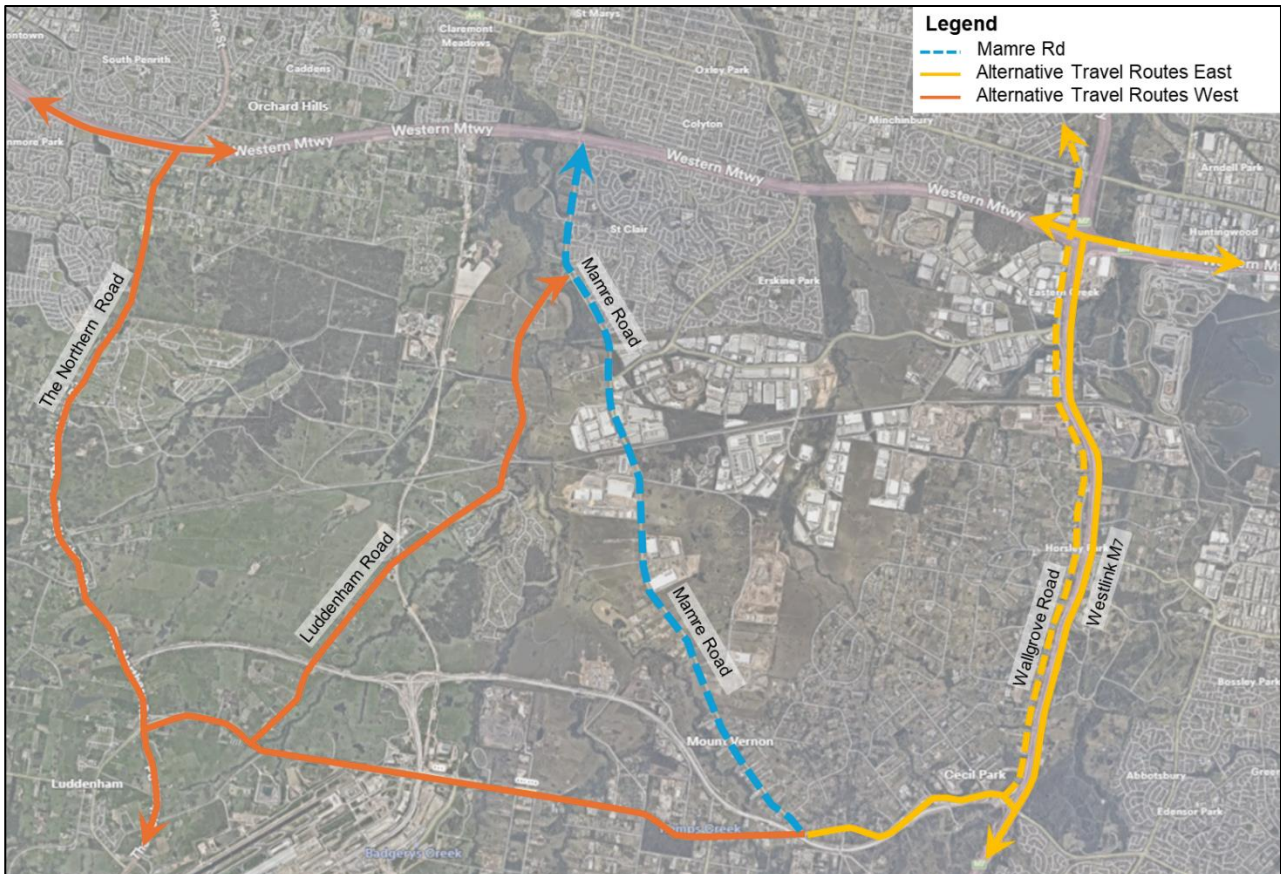 Legend
Mamre Rd
Alternative Travel Routes East
Alternative Travel Routes West
St Marys
Claremont
Meadows
South Penrith
Caddens
Oxley Park
Orchard Hills
Minchinbury
Colyton
Arndell Park
Western Mtwy
Western Mtwy
Western Mtwy
Western Mtwy
St Clair
Huntingwood
Erskine Park
Eastern Creek
The Northern Road
Mamre Road
Luddenham Road
Mamre Road
Wallgrove Road
Westlink M7
Horsley Park
Bossley Park
Mount Vernon
Cecil Park
Abbotsbury
Edensor Park
Luddenham
Badgerys Creek